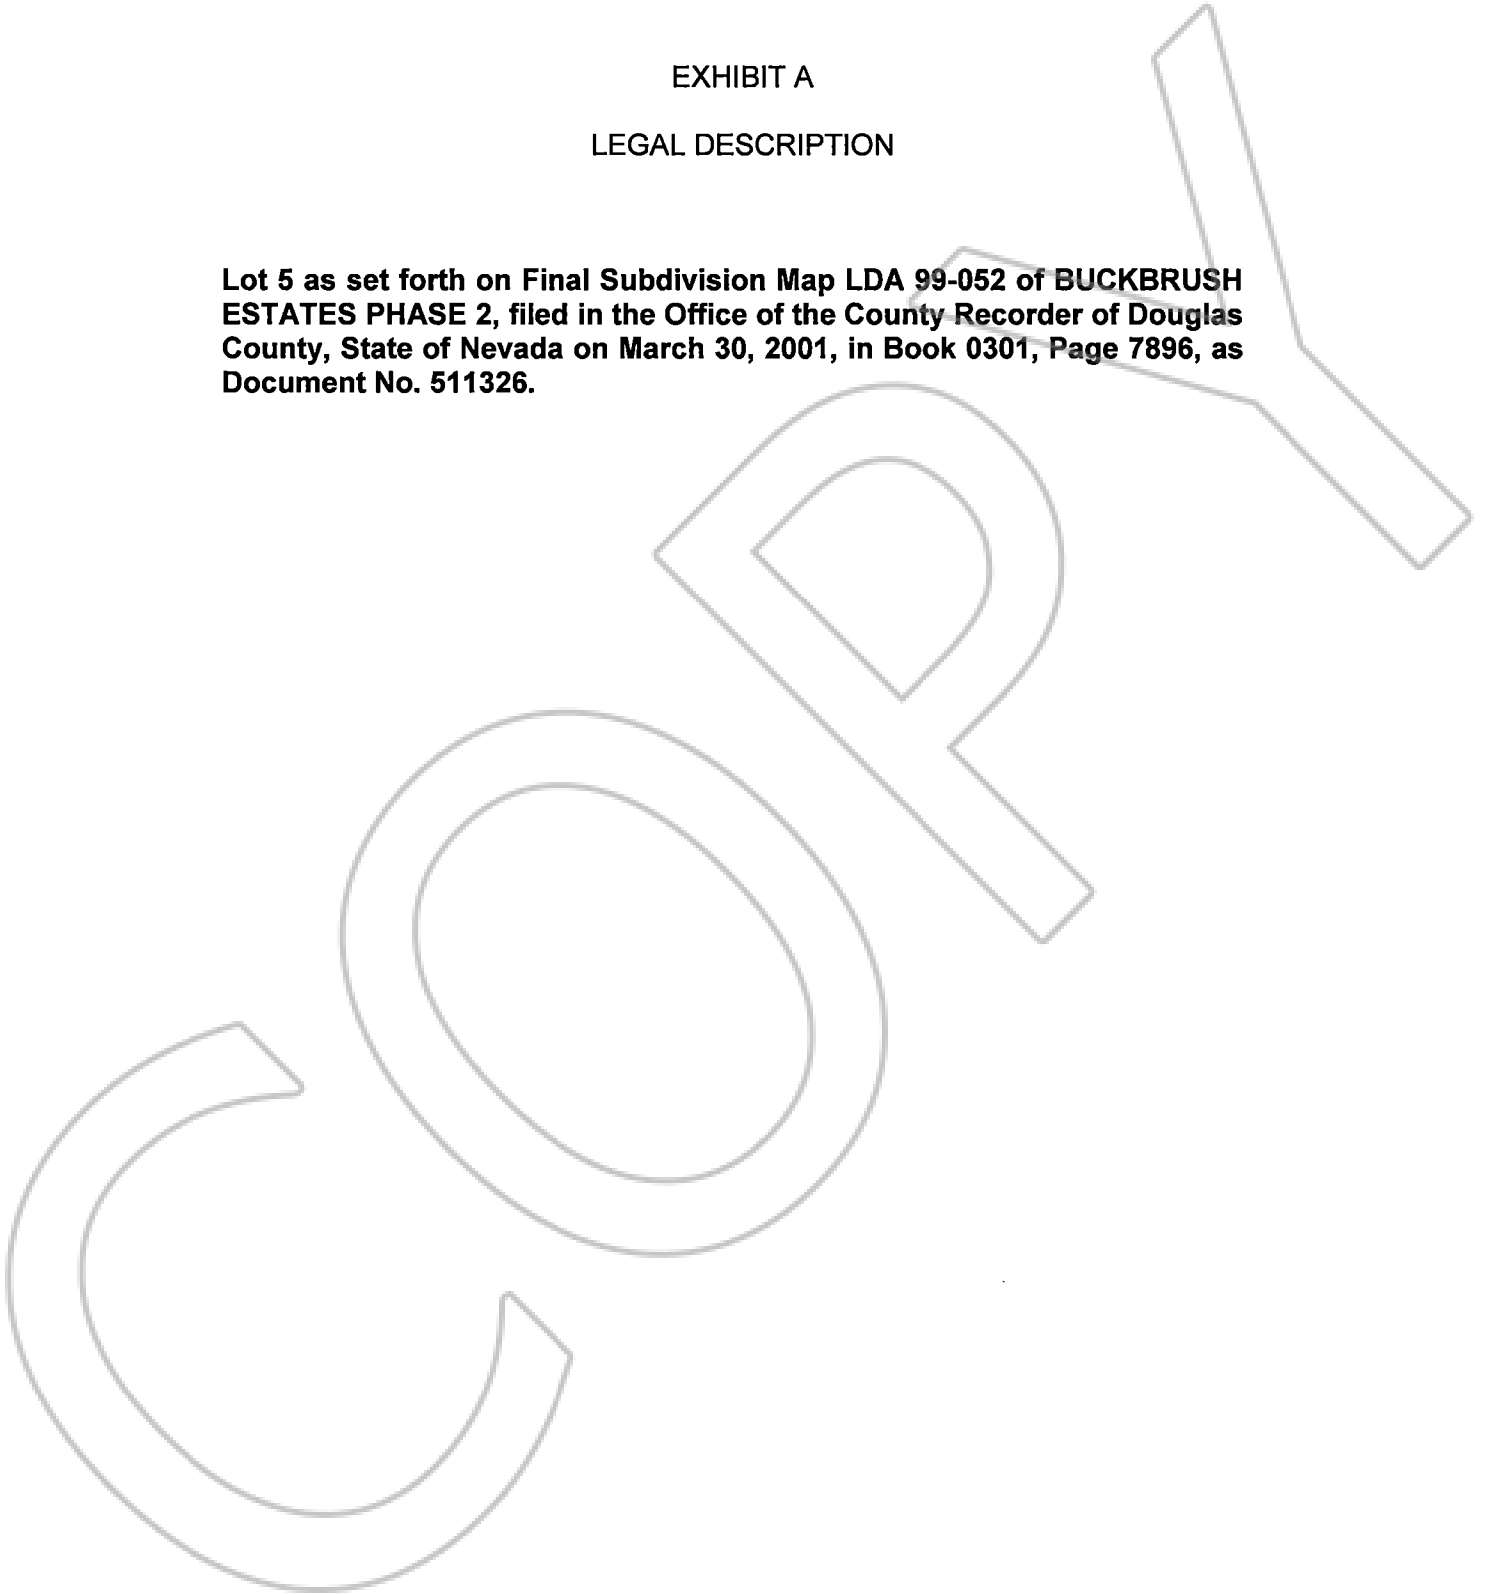 EXHIBIT A
LEGAL DESCRIPTION
Lot 5 as set forth on Final Subdivision Map LDA 99-052 of BUCKBRUSH
ESTATES PHASE 2, filed in the Office of the County Recorder of Douglas
County, State of Nevada on March 30, 2001, in Book 0301, Page 7896, as
Document No. 511326.
COPY